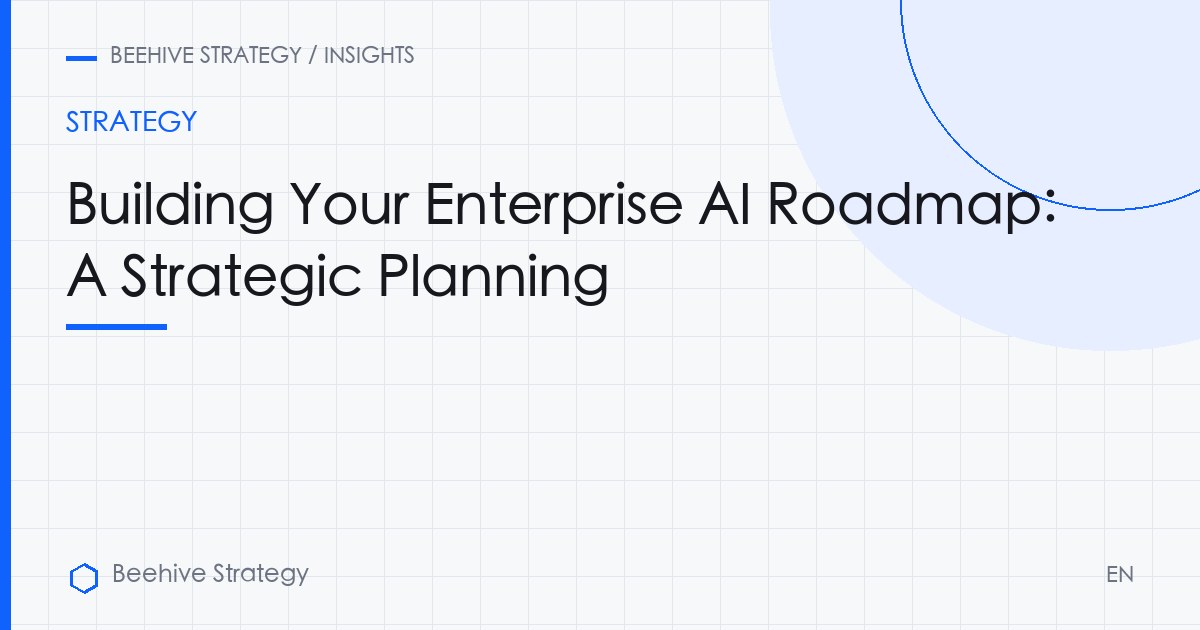 BEEHIVE STRATEGY / INSIGHTS
STRATEGY
Building Your Enterprise AI Roadmap:
A Strategic Planning
Beehive Strategy
EN